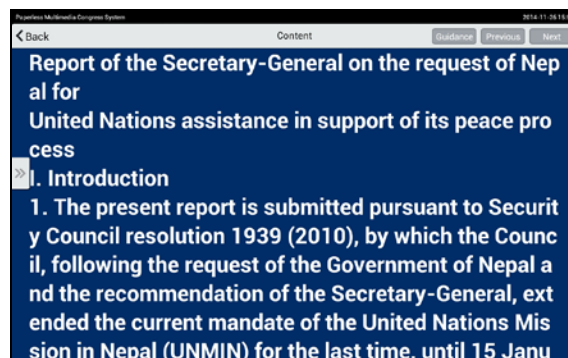 Paperless Multimedia Congress System
Back
Content
Guidance
Previous
Next
Report of the Secretary-General on the request of Nep
al for
United Nations assistance in support of its peace pro
cess
I. Introduction
1. The present report is submitted pursuant to Securit
y Council resolution 1939 (2010), by which the Counc
il, following the request of the Government of Nepal a
nd the recommendation of the Secretary-General, ext
ended the current mandate of the United Nations Mis
sion in Nepal (UNMIN) for the last time, until 15 Janu